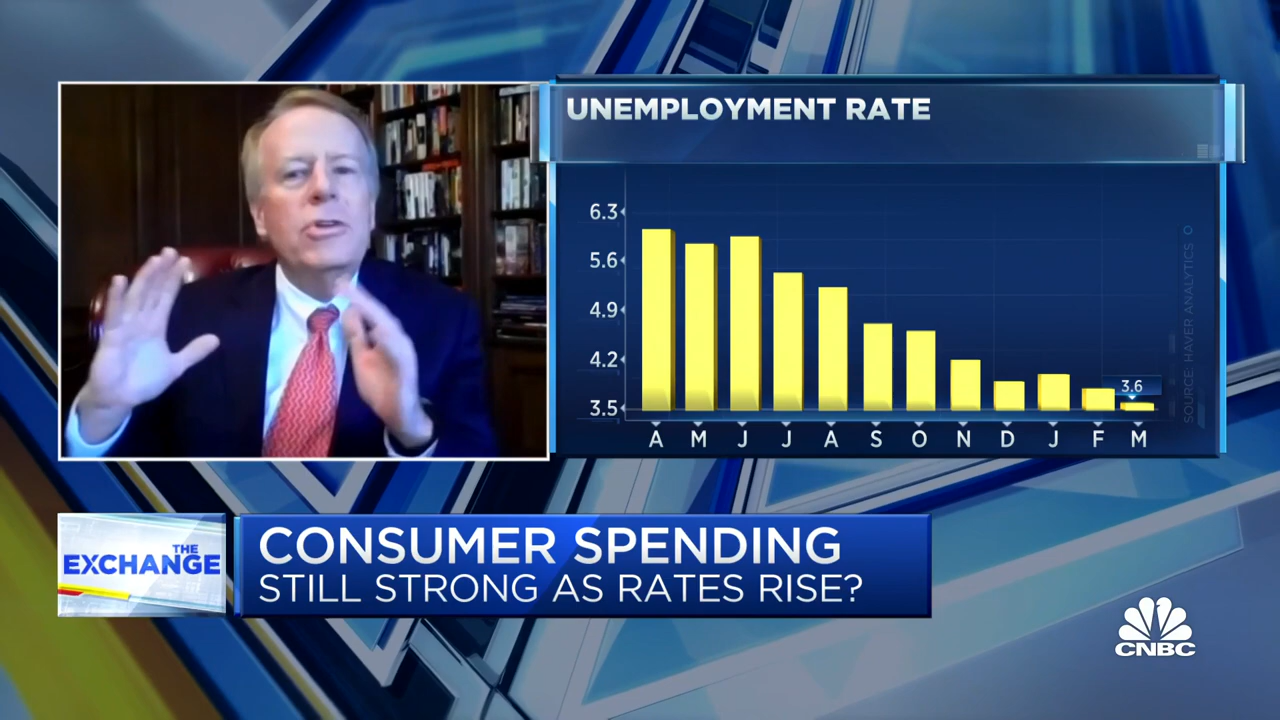 UNEMPLOYMENT RATE
6.3
5.6
4.9
4.2
3.5
3.6
A M J J A S O N D J F M
SOURCE: HAVER ANALYTICS
THE
EXCHANGE
CONSUMER SPENDING
STILL STRONG AS RATES RISE?
CNBC